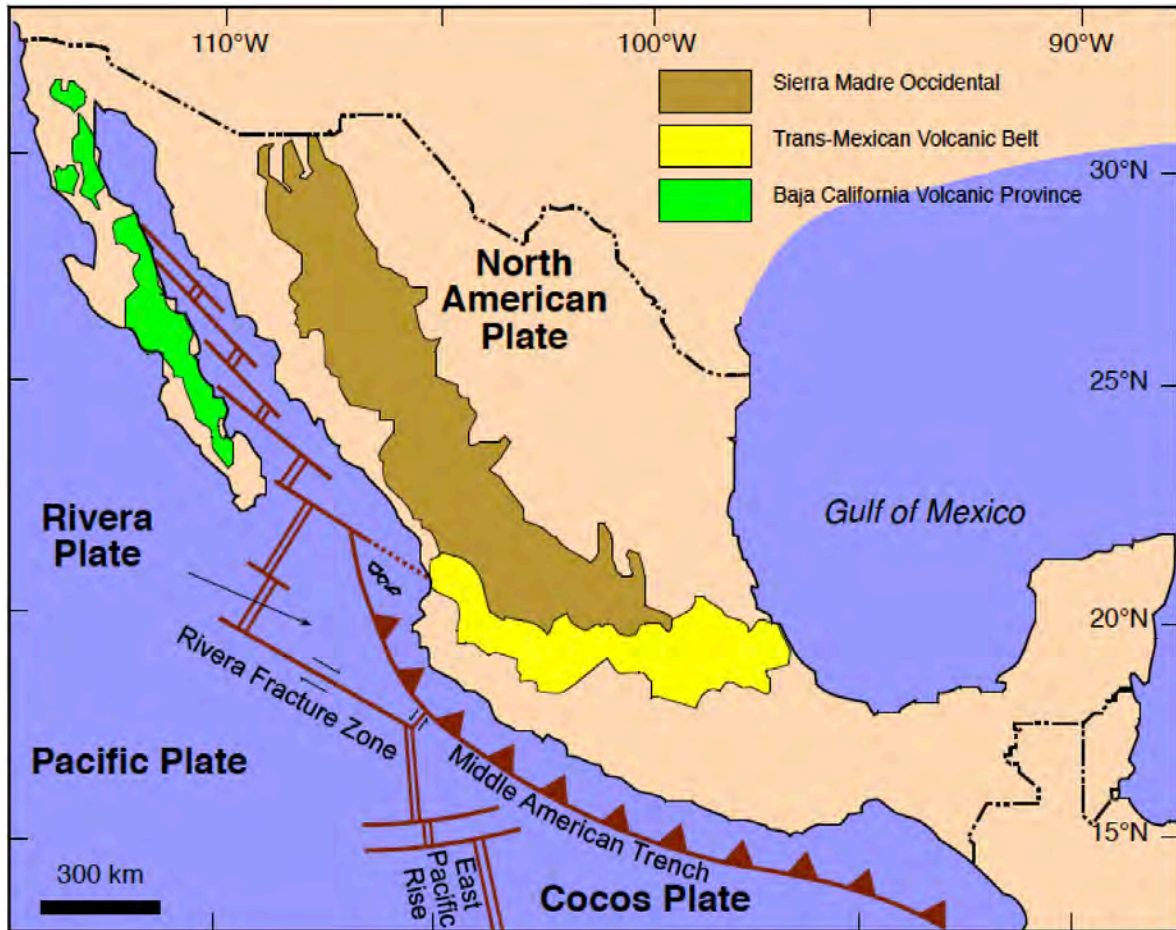 110°W
100°W
90°W
Sierra Madre Occidental
Trans-Mexican Volcanic Belt
Baja California Volcanic Province
30°N
North
American
Plate
25°N
Gulf of Mexico
Rivera
Plate
20°N
Rivera Fracture Zone
Pacific Plate
Middle American Trench
15°N
300 km
East
Pacific
Rise
Cocos Plate